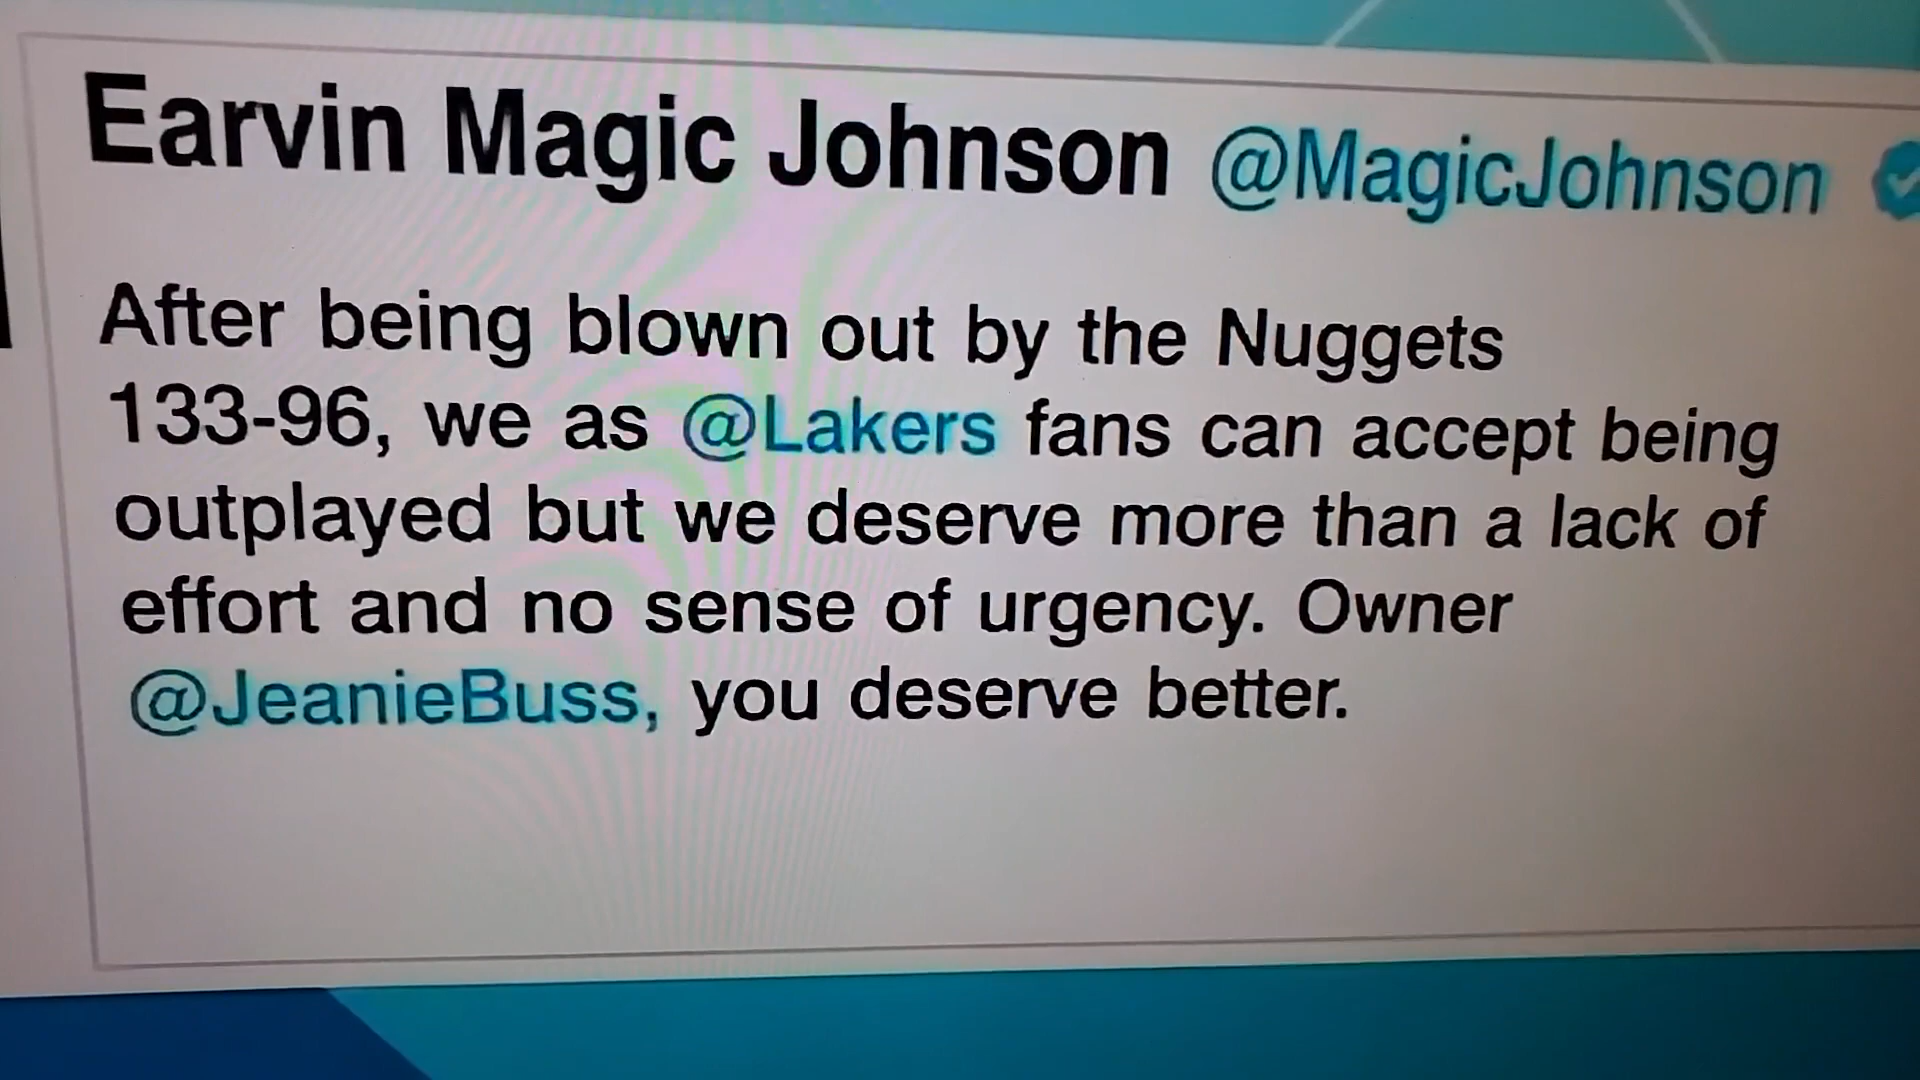 Earvin Magic Johnson @MagicJohnson
After being blown out by the Nuggets
133-96, we as @Lakers fans can accept being
outplayed but we deserve more than a lack of
effort and no sense of urgency. Owner
@JeanieBuss, you deserve better.